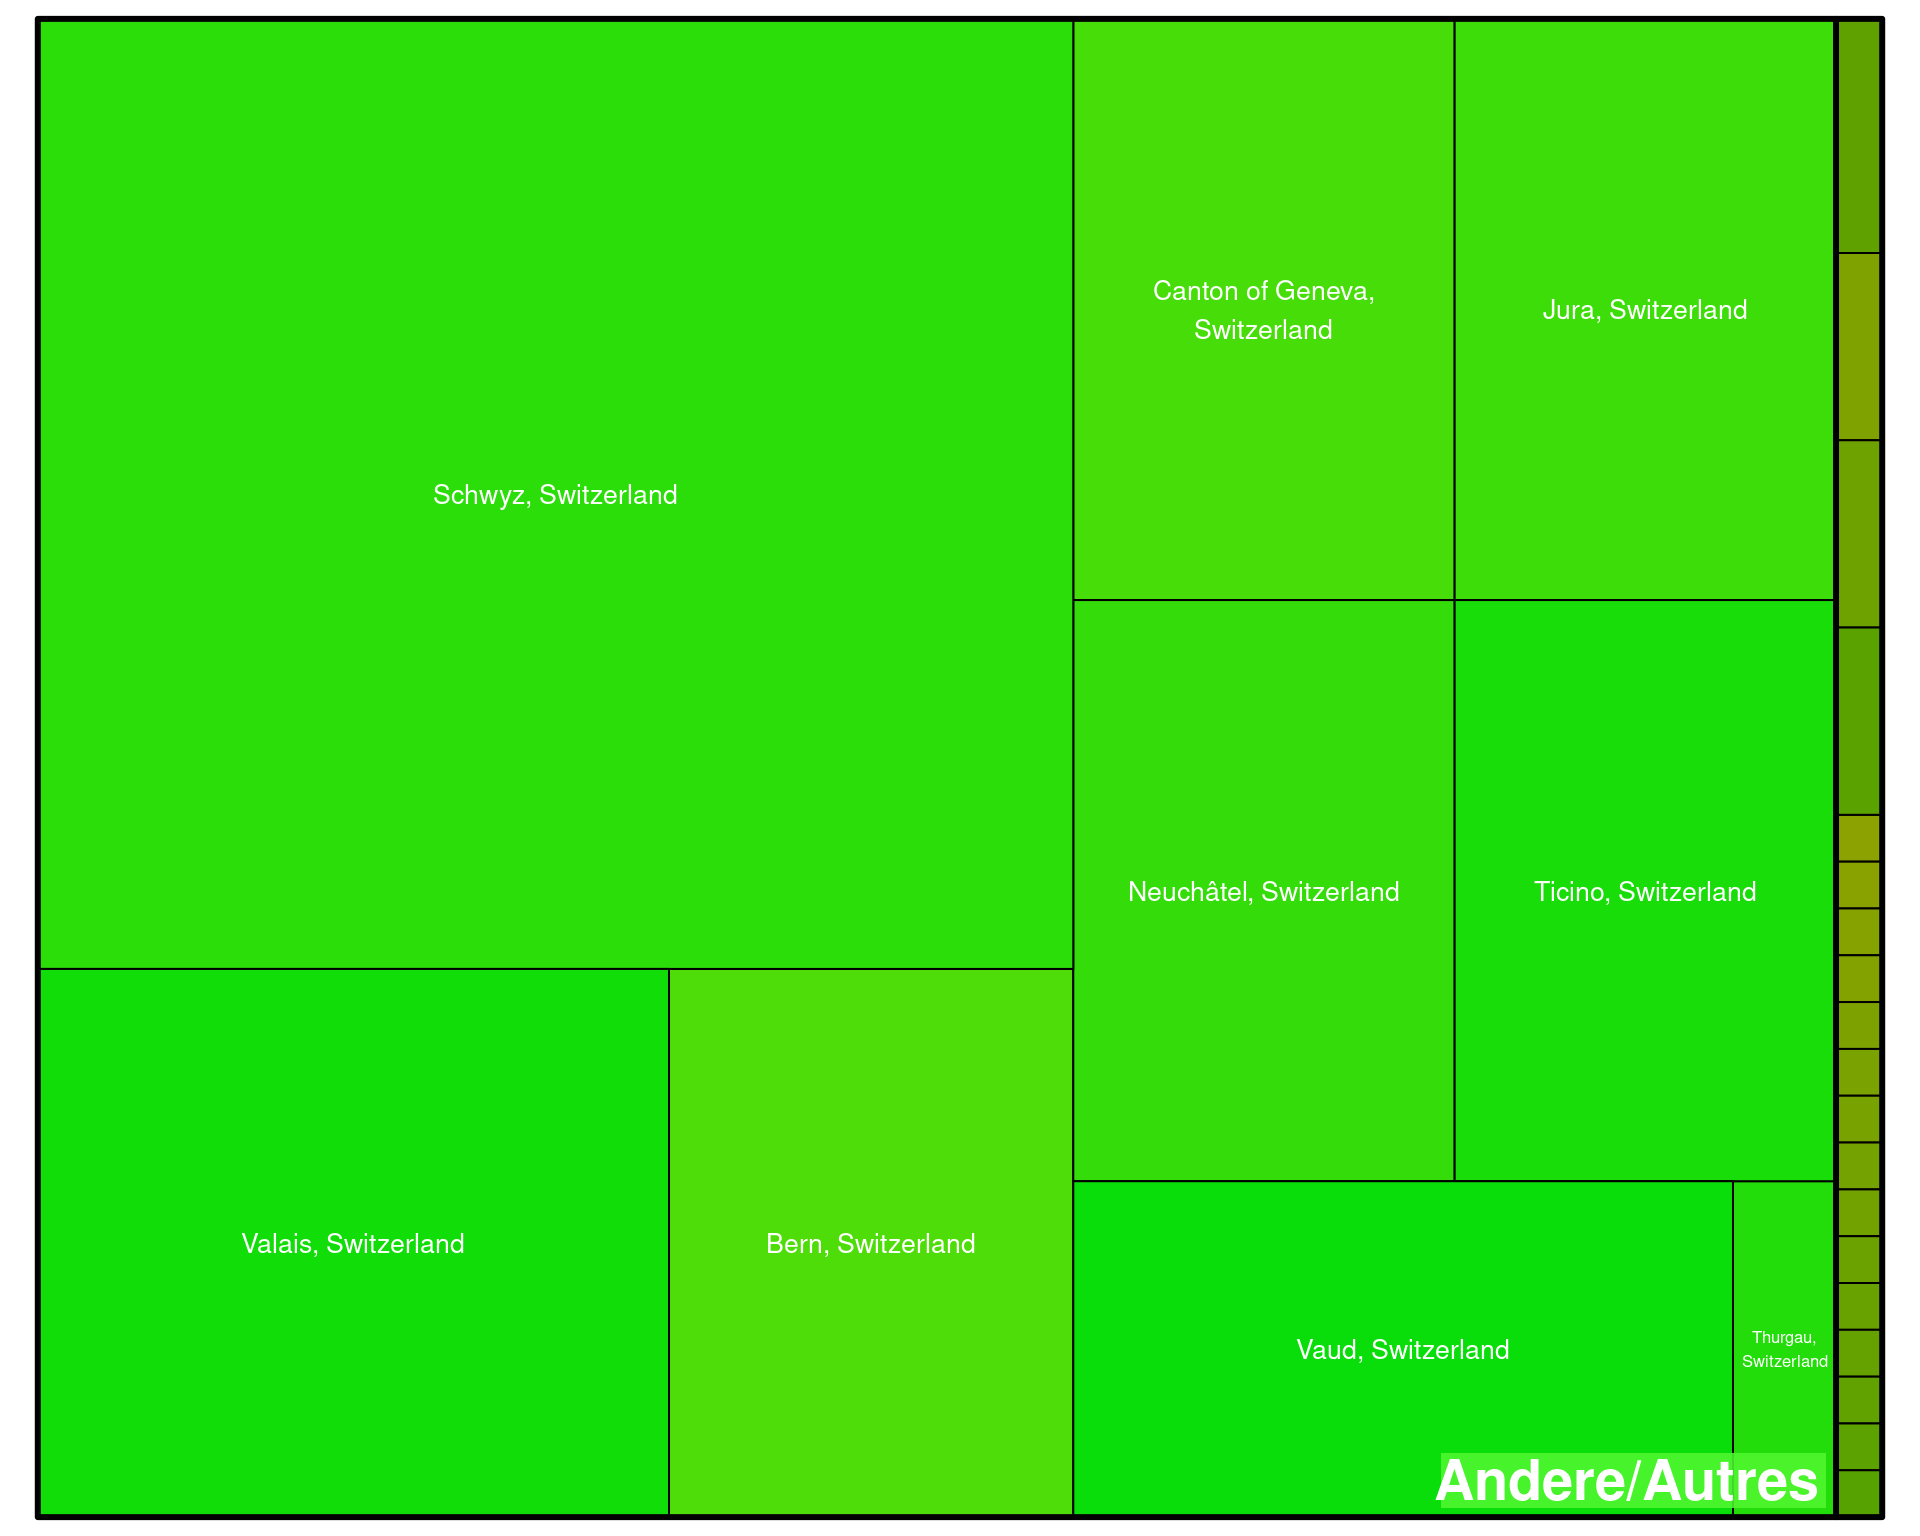 Schwyz, Switzerland
Canton of Geneva,
Switzerland
Jura, Switzerland
Neuchâtel, Switzerland
Ticino, Switzerland
Valais, Switzerland
Bern, Switzerland
Vaud, Switzerland
Thurgau,
Switzerland
Andere/Autres